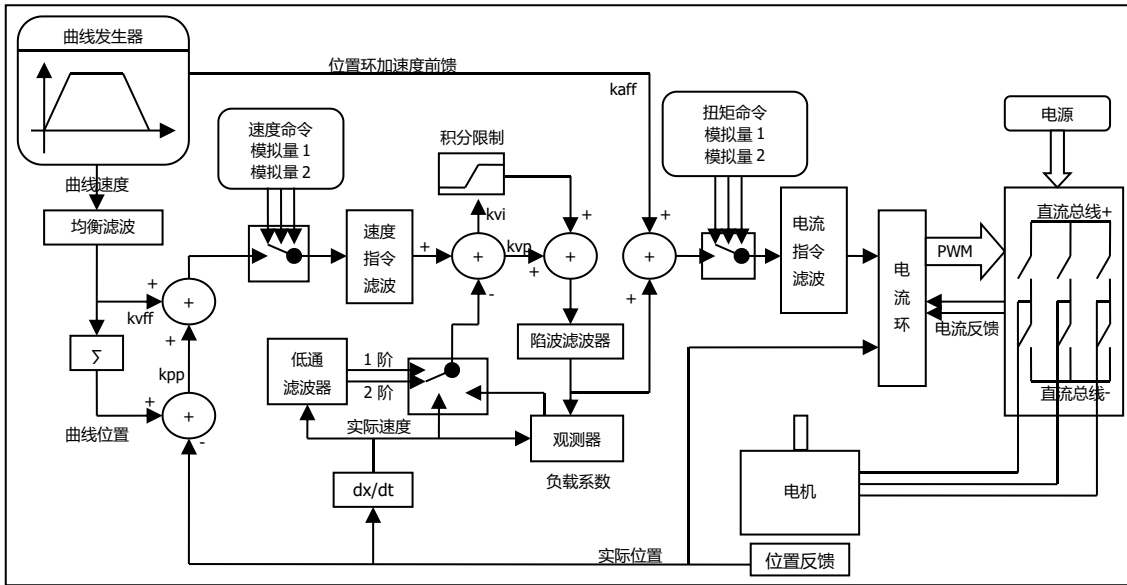 曲线发生器
位置环加速度前馈
kaff
速度命令
模拟量 1
模拟量 2
扭矩命令
模拟量 1
模拟量 2
电源
积分限制
曲线速度
均衡滤波
kvi
速度
指令
滤波
+
+
kvp
+
+
-
+
+
+
+
+
电流
指令
滤波
电
流
环
PWM
直流总线+
电流反馈
直流总线-
+
+
kvff
+
∑
kpp
+
+
-
曲线位置
低通
滤波器
1 阶
2 阶
陷波滤波器
实际速度
观测器
负载系数
dx/dt
电机
实际位置
位置反馈